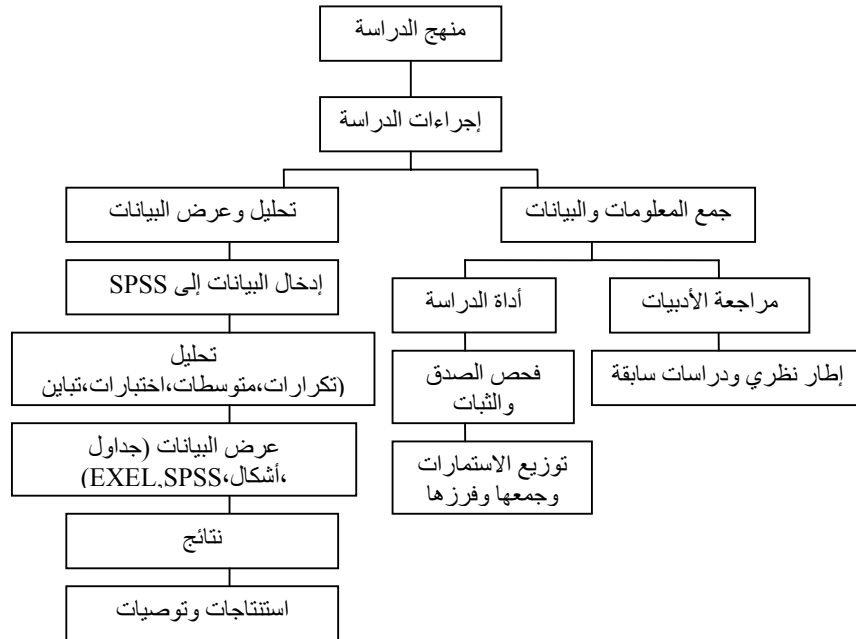 منهج الدراسة
إجراءات الدراسة
جمع المعلومات والبيانات
تحليل وعرض البيانات
مراجعة الأدبيات
أداة الدراسة
إدخال البيانات إلى SPSS
إطار نظري ودراسات سابقة
فحص الصدق
والثبات
تحليل
(تكرارات،متوسطات،اختبارات،تباين
توزيع الاستمارات
وجمعها وفرزها
عرض البيانات (جداول
،أشكال،EXEL,SPSS)
نتائج
استنتاجات وتوصيات